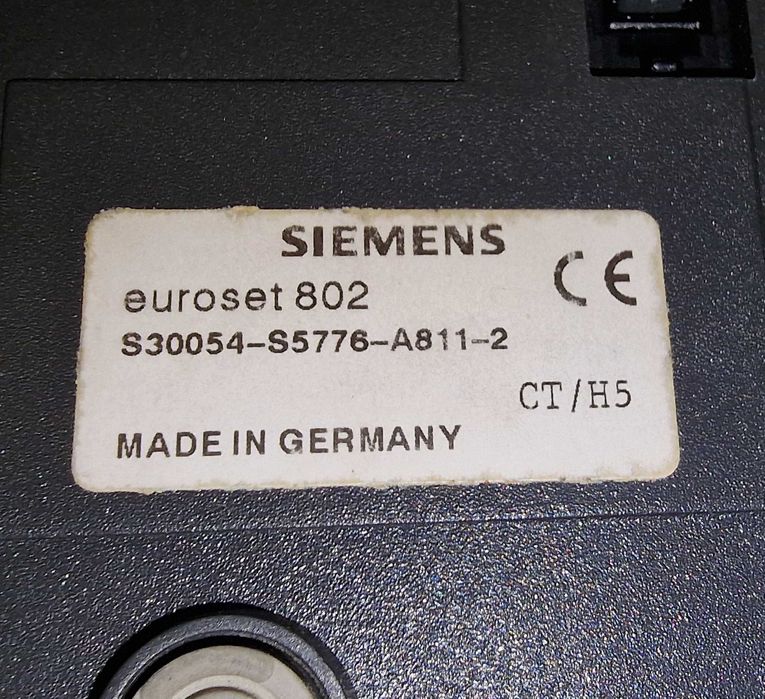 SIEMENS
CE
euroset 802
S30054-S5776-A811-2
CT/H5
MADE IN GERMANY